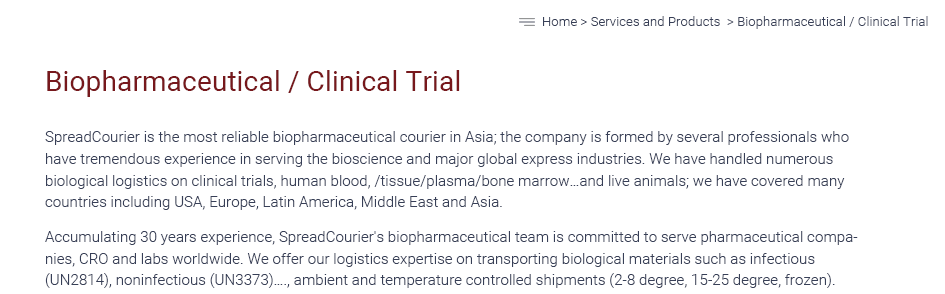 Home > Services and Products > Biopharmaceutical / Clinical Trial
Biopharmaceutical / Clinical Trial
SpreadCourier is the most reliable biopharmaceutical courier in Asia; the company is formed by several professionals who
have tremendous experience in serving the bioscience and major global express industries. We have handled numerous
biological logistics on clinical trials, human blood, /tissue/plasma/bone marrow…and live animals; we have covered many
countries including USA, Europe, Latin America, Middle East and Asia.
Accumulating 30 years experience, SpreadCourier's biopharmaceutical team is committed to serve pharmaceutical compa-
nies, CRO and labs worldwide. We offer our logistics expertise on transporting biological materials such as infectious
(UN2814), noninfectious (UN3373)…., ambient and temperature controlled shipments (2-8 degree, 15-25 degree, frozen).